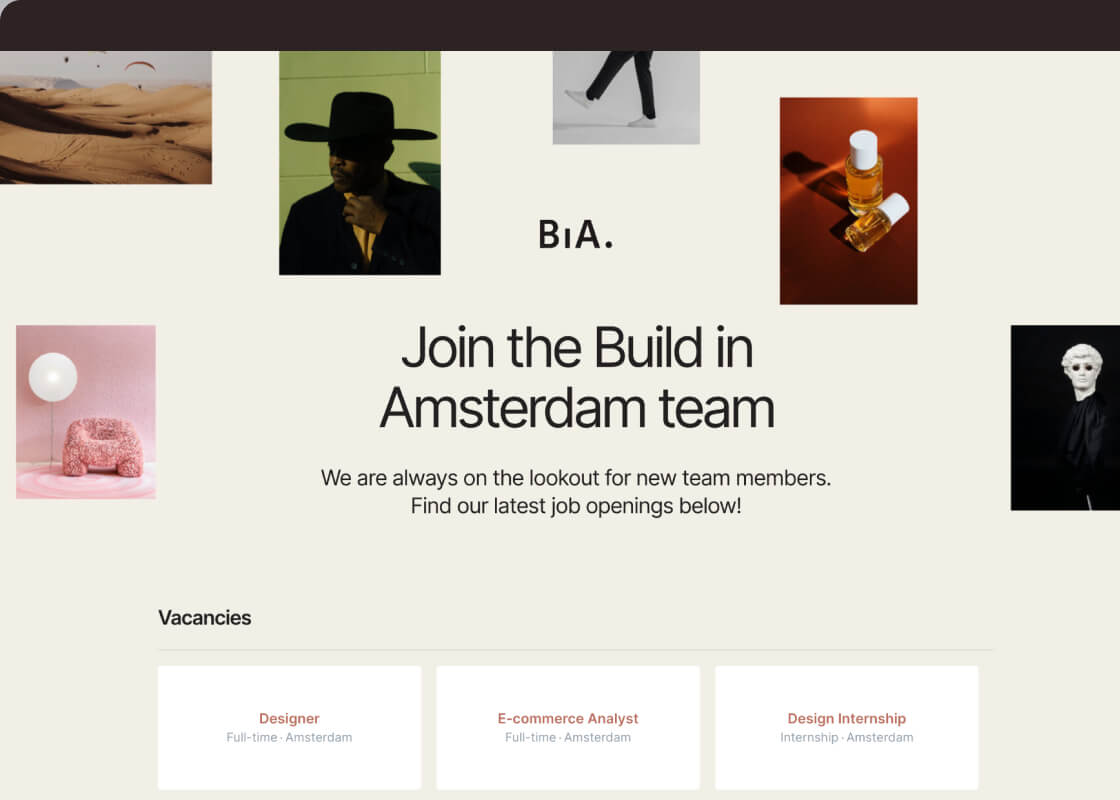 BıA.
Join the Build in
Amsterdam team
We are always on the lookout for new team members.
Find our latest job openings below!
Vacancies
Designer
Full-time · Amsterdam
E-commerce Analyst
Full-time · Amsterdam
Design Internship
Internship · Amsterdam